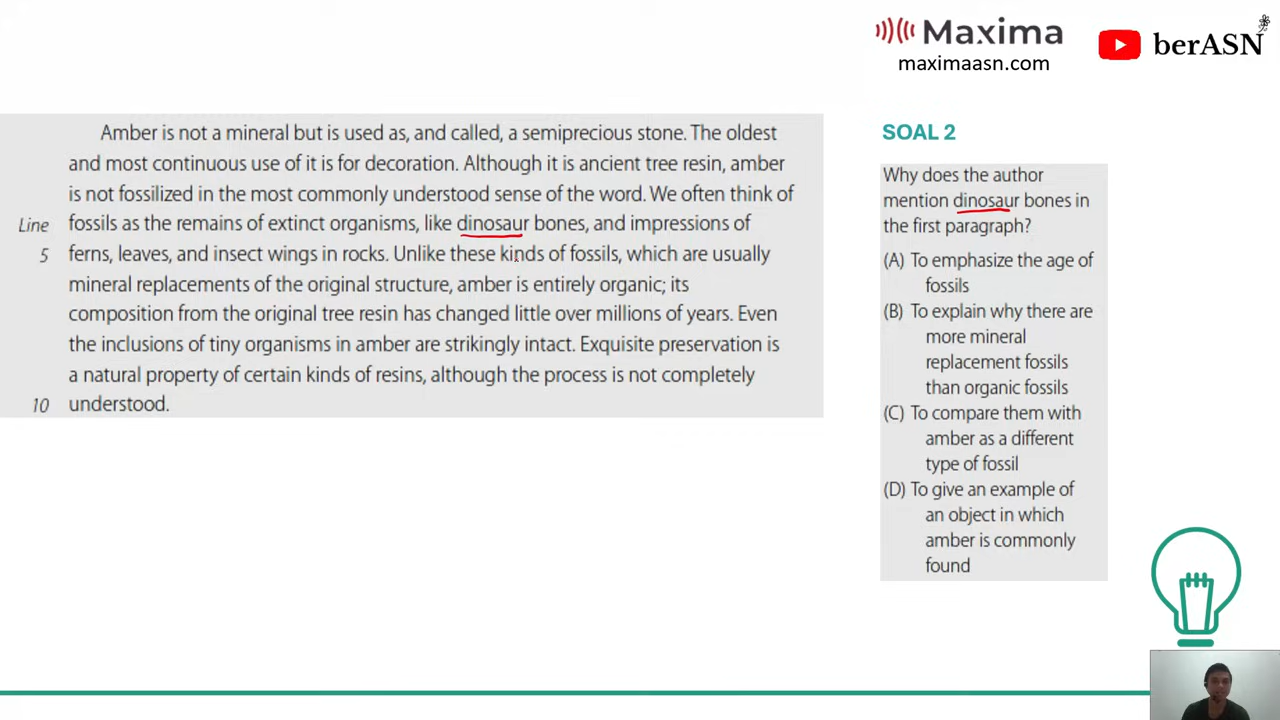 Maxima
maximaasn.com
berASN
Amber is not a mineral but is used as, and called, a semiprecious stone. The oldest
and most continuous use of it is for decoration. Although it is ancient tree resin, amber
is not fossilized in the most commonly understood sense of the word. We often think of
Line fossils as the remains of extinct organisms, like dinosaur bones, and impressions of
5 ferns, leaves, and insect wings in rocks. Unlike these kinds of fossils, which are usually
mineral replacements of the original structure, amber is entirely organic; its
composition from the original tree resin has changed little over millions of years. Even
the inclusions of tiny organisms in amber are strikingly intact. Exquisite preservation is
a natural property of certain kinds of resins, although the process is not completely
10 understood.
SOAL 2
Why does the author
mention dinosaur bones in
the first paragraph?
(A) To emphasize the age of
fossils
(B) To explain why there are
more mineral
replacement fossils
than organic fossils
(C) To compare them with
amber as a different
type of fossil
(D) To give an example of
an object in which
amber is commonly
found